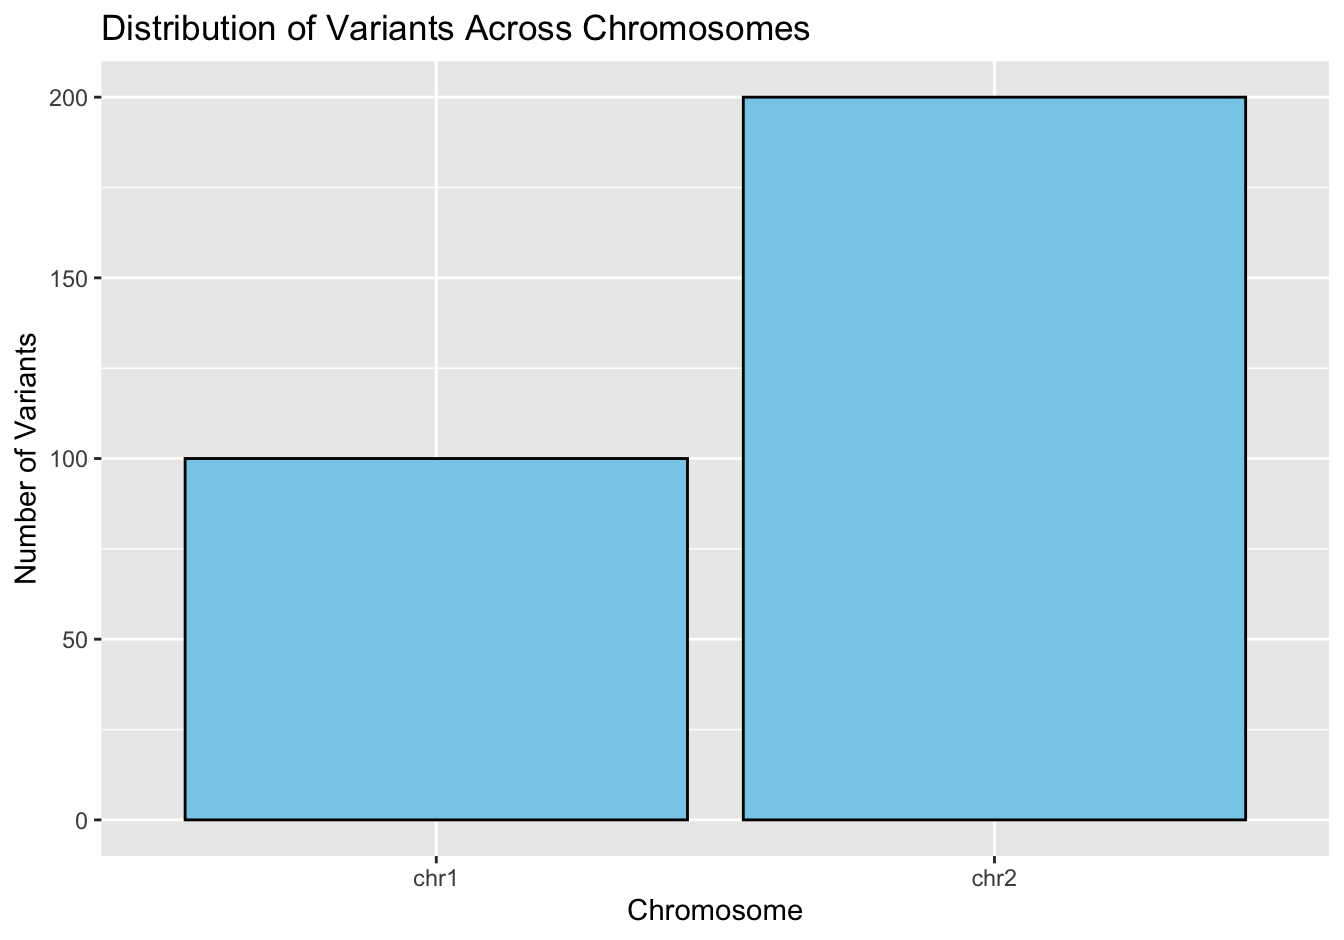 Distribution of Variants Across Chromosomes
200
150
100
50
0
Number of Variants
chr1
chr2
Chromosome